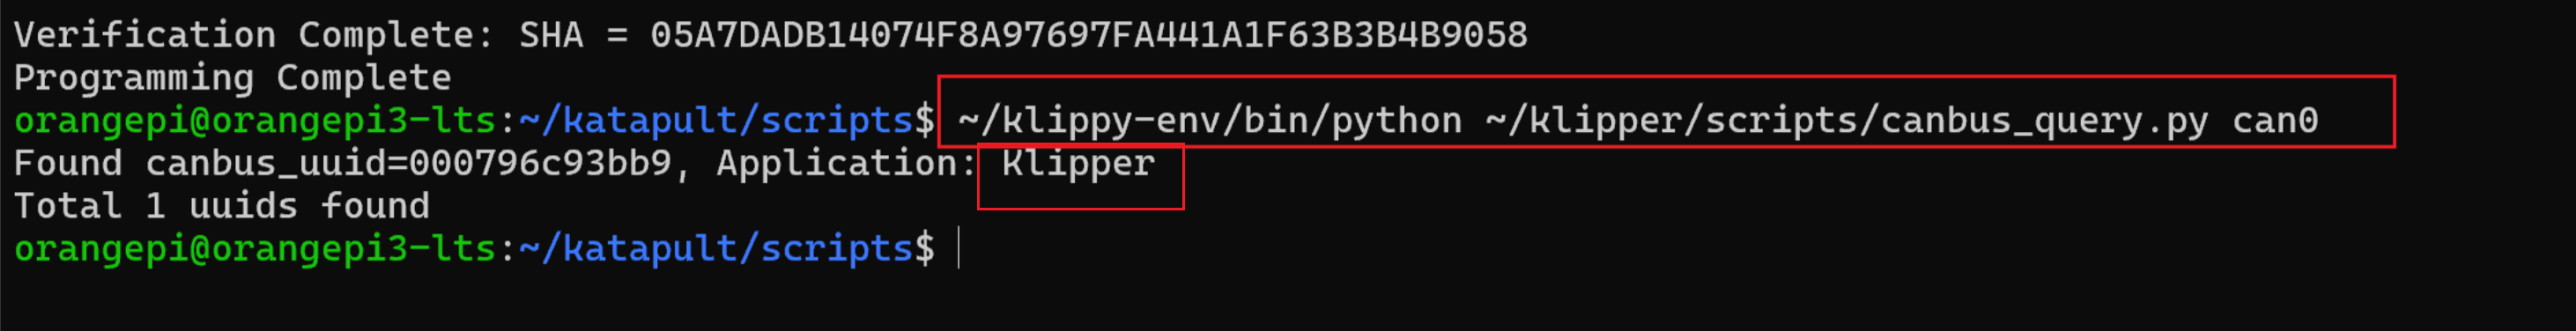 Verification Complete: SHA = 05A7DADB14074F8A97697FA441A1F63B3B4B9058
Programming Complete
orangepi@orangepi3-lts:~/katapult/scripts$ ~/klippy-env/bin/python ~/klipper/scripts/canbus_query.py can0
Found canbus_uuid=000796c93bb9, Application: Klipper
Total 1 uuids found
orangepi@orangepi3-lts:~/katapult/scripts$